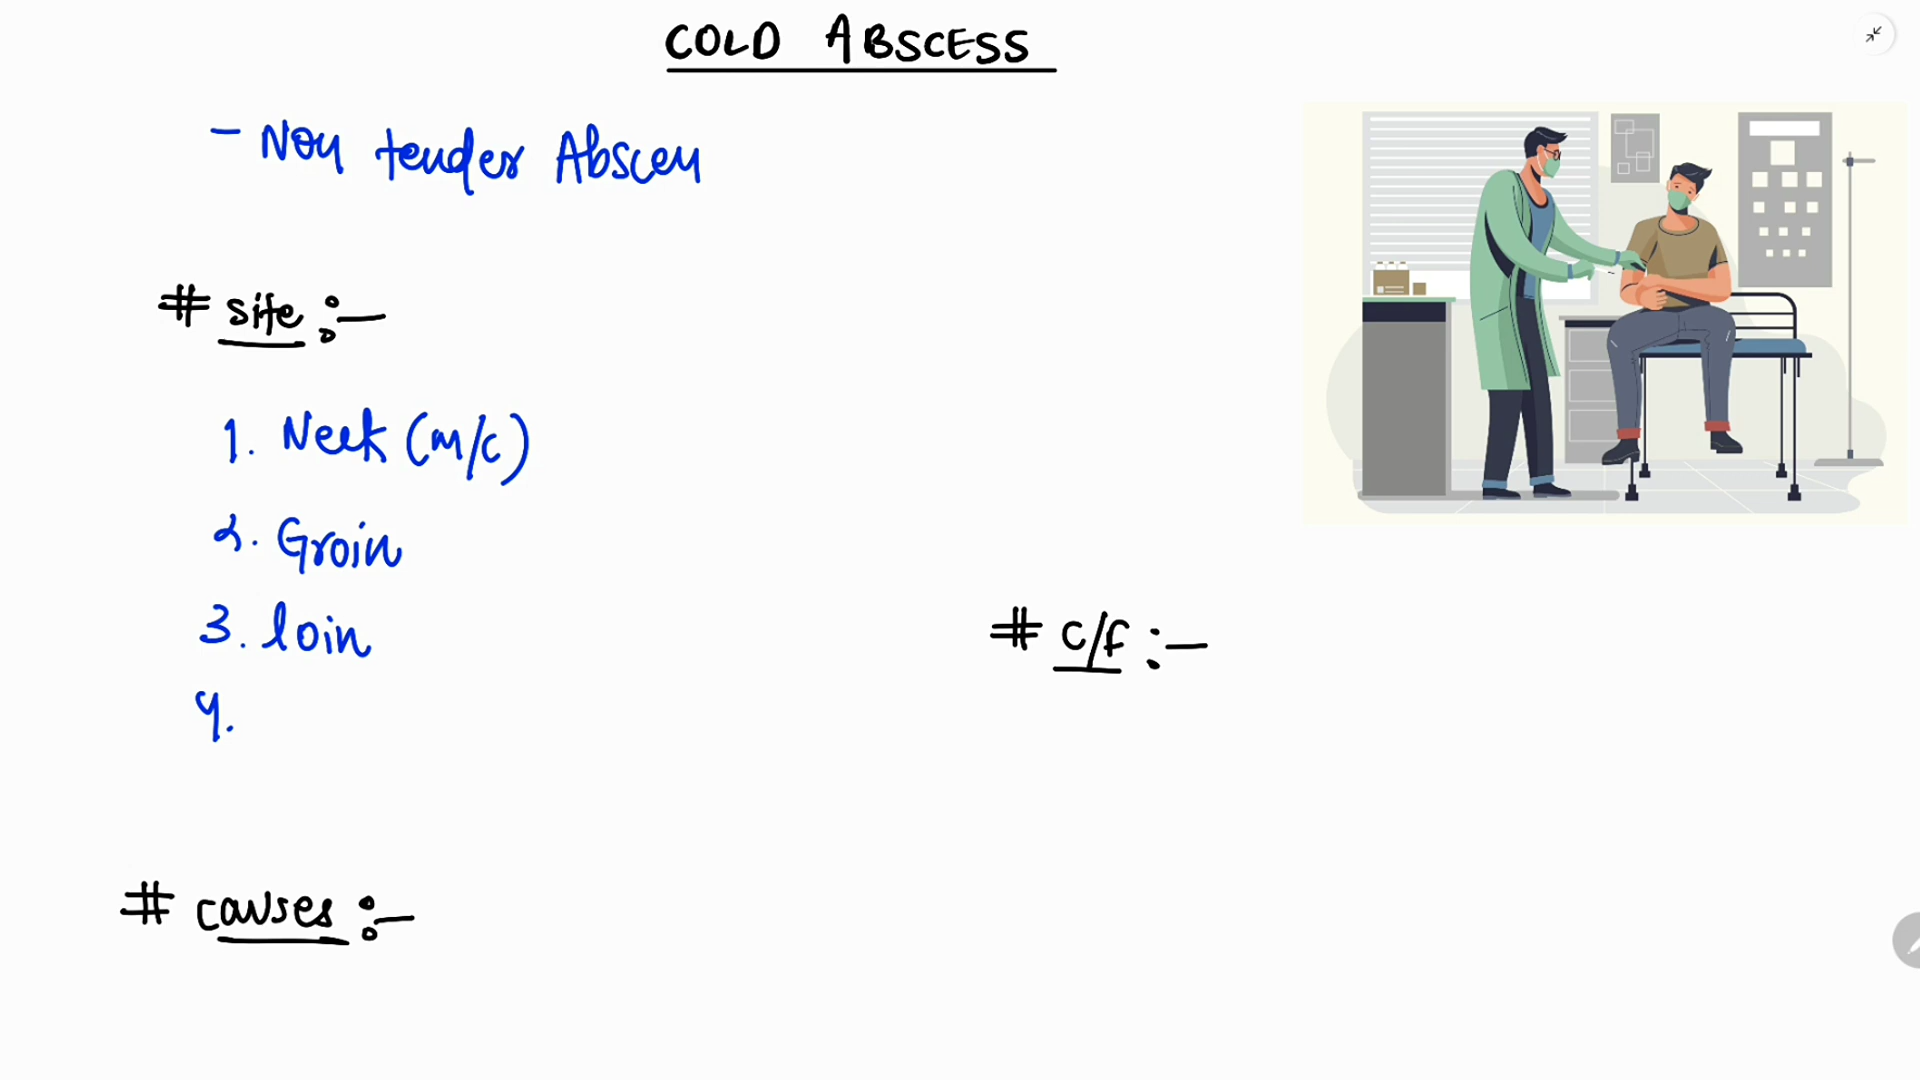 COLD ABSCESS
- Non tender Abscess
# site :-
1. Neck (m/c)
2. Groin
3. loin
4.
# c/f :-
# causes :-